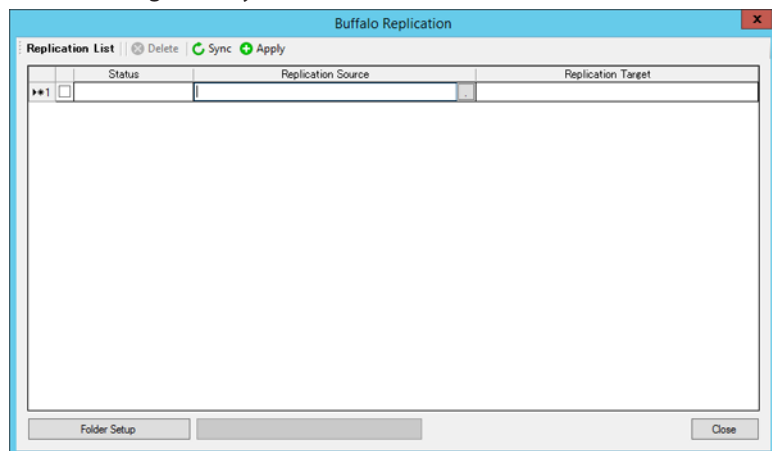 Buffalo Replication
x
Replication List Delete Sync Apply
Status Replication Source Replication Target
1
.
Folder Setup Close